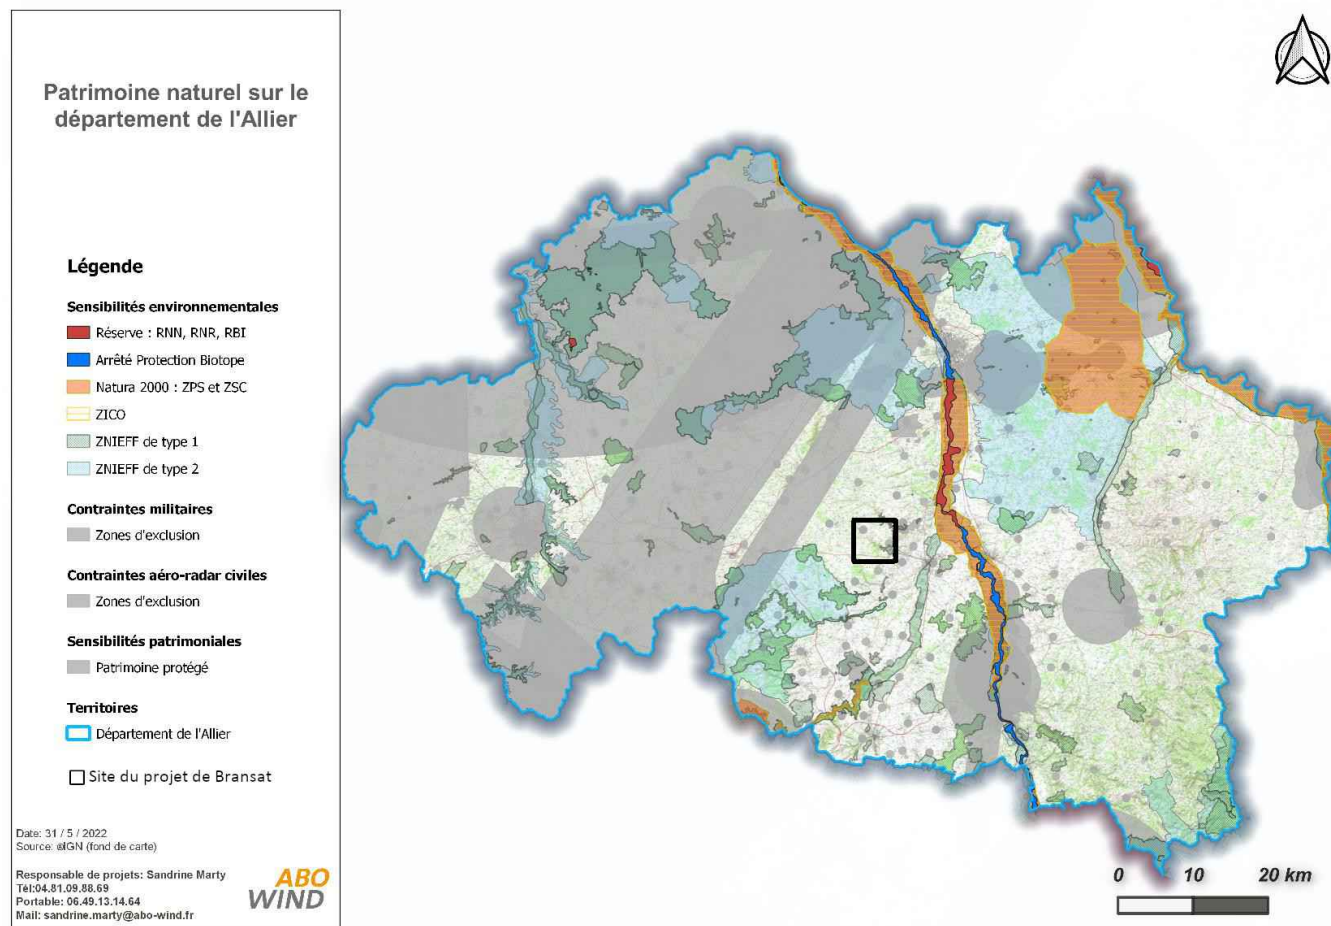 Patrimoine naturel sur le
département de l'Allier
Légende
Sensibilités environnementales
Réserve : RNN, RNR, RBI
Arrêté Protection Biotope
Natura 2000 : ZPS et ZSC
ZICO
ZNIEFF de type 1
ZNIEFF de type 2
Contraintes militaires
Zones d'exclusion
Contraintes aéro-radar civiles
Zones d'exclusion
Sensibilités patrimoniales
Patrimoine protégé
Territoires
Département de l'Allier
Site du projet de Bransat
Date: 31 / 5 / 2022
Source: ©IGN (fond de carte)
Responsable de projets: Sandrine Marty
Tél:04.81.09.88.69
Portable: 06.49.13.14.64
Mail: sandrine.marty@abo-wind.fr
ABO
WIND
0 10 20 km